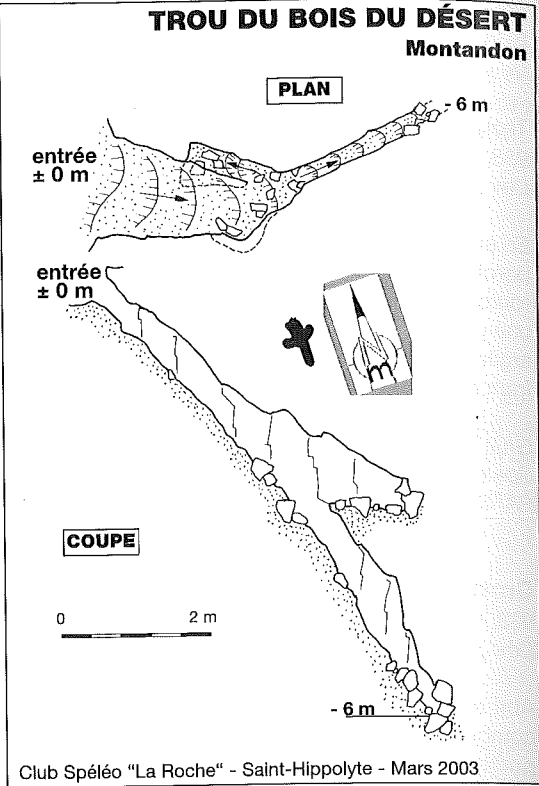 TROU DU BOIS DU DÉSERT
Montandon
PLAN
- 6 m
entrée
± 0 m
entrée
± 0 m
m
COUPE
0 2 m
- 6 m
Club Spéléo "La Roche" - Saint-Hippolyte - Mars 2003